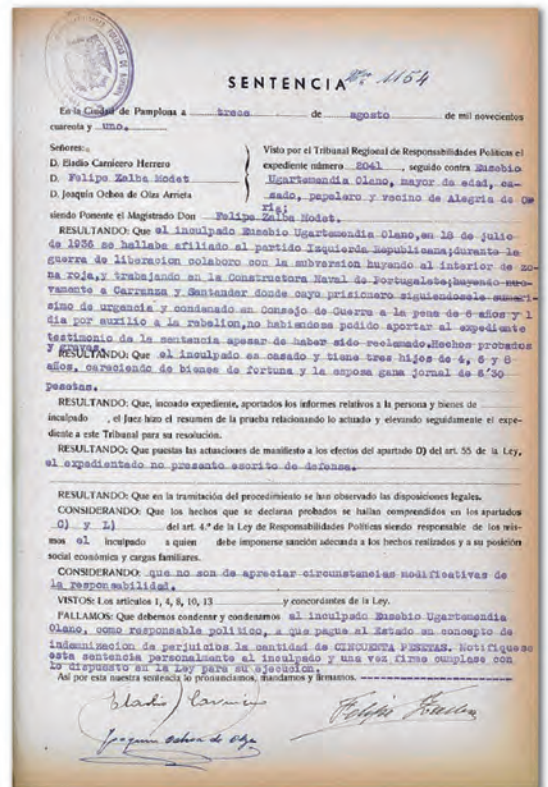 SENTENCIA Nº 1154
En la Ciudad de Pamplona a trece de agosto de mil novecientos
cuarenta y uno.
Señores:
D. Eladio Carnicero Herrero
D. Felipe Zalba Modet
D. Joaquín Ochoa de Olza Arrieta
Visto por el Tribunal Regional de Responsabilidades Políticas el
expediente número 2041, seguido contra Eusebio
Ugartemendia Olano, mayor de edad, ca-
sado, papelero y vecino de Alegria de O
ria;
siendo Ponente el Magistrado Don Felipe Zalba Modet.
RESULTANDO: Que el inculpado Eusebio Ugartemendia Olano, en 18 de julio
de 1936 se hallaba afiliado al partido Izquierda Republicana; durante la
guerra de liberacion colaboro con la subversion huyendo al interior de zo-
na roja, y trabajando en la Constructora Naval de Portugalete; huyendo nue-
vamente a Carranza y Santander donde cayo prisionero siguiendosele sumari-
simo de urgencia y condenado en Consejo de Guerra a la pena de 6 años y 1
dia por auxilio a la rebelion, no habiendose podido aportar al expediente
testimonio de la sentencia apesar de haber sido reclamado. Hechos probados
y graves.
RESULTANDO: Que el inculpado es casado y tiene tres hijos de 4, 6 y 8
años, careciendo de bienes de fortuna y la esposa gana jornal de 6'30
pesetas.
RESULTANDO: Que, incoado expediente, aportados los informes relativos a la persona y bienes de
inculpado , el Juez hizo el resumen de la prueba relacionando lo actuado y elevando seguidamente el expe-
diente a este Tribunal para su resolución.
RESULTANDO: Que puestas las actuaciones de manifiesto a los efectos del apartado D) del art. 55 de la Ley,
el expedientado no presento escrito de defensa.
RESULTANDO: Que en la tramitación del procedimiento se han observado las disposiciones legales.
CONSIDERANDO: Que los hechos que se declaran probados se hallan comprendidos en los apartados
C) y L) del art. 4.º de la Ley de Responsabilidades Políticas siendo responsable de los mis-
mos el inculpado a quien debe imponerse sanción adecuada a los hechos realizados y a su posición
social económica y cargas familiares.
CONSIDERANDO: que no son de apreciar circunstancias modificativas de
la responsabilidad.
VISTOS: Los artículos 1, 4, 8, 10, 13 y concordantes de la Ley.
FALLAMOS: Que debemos condenar y condenamos al inculpado Eusebio Ugartemendia
Olano, como responsable politico, a que pague al Estado en concepto de
indemnizacion de perjuicios la cantidad de CINCUENTA PESETAS. Notifiquese
esta sentencia personalmente al inculpado y una vez firme cumplase con
lo dispuesto en la Ley para su ejecucion.
Así por esta nuestra sentencia lo pronunciamos, mandamos y firmamos.
Eladio Carnicero
Felipe Zalba
Joaquin Ochoa de Olza